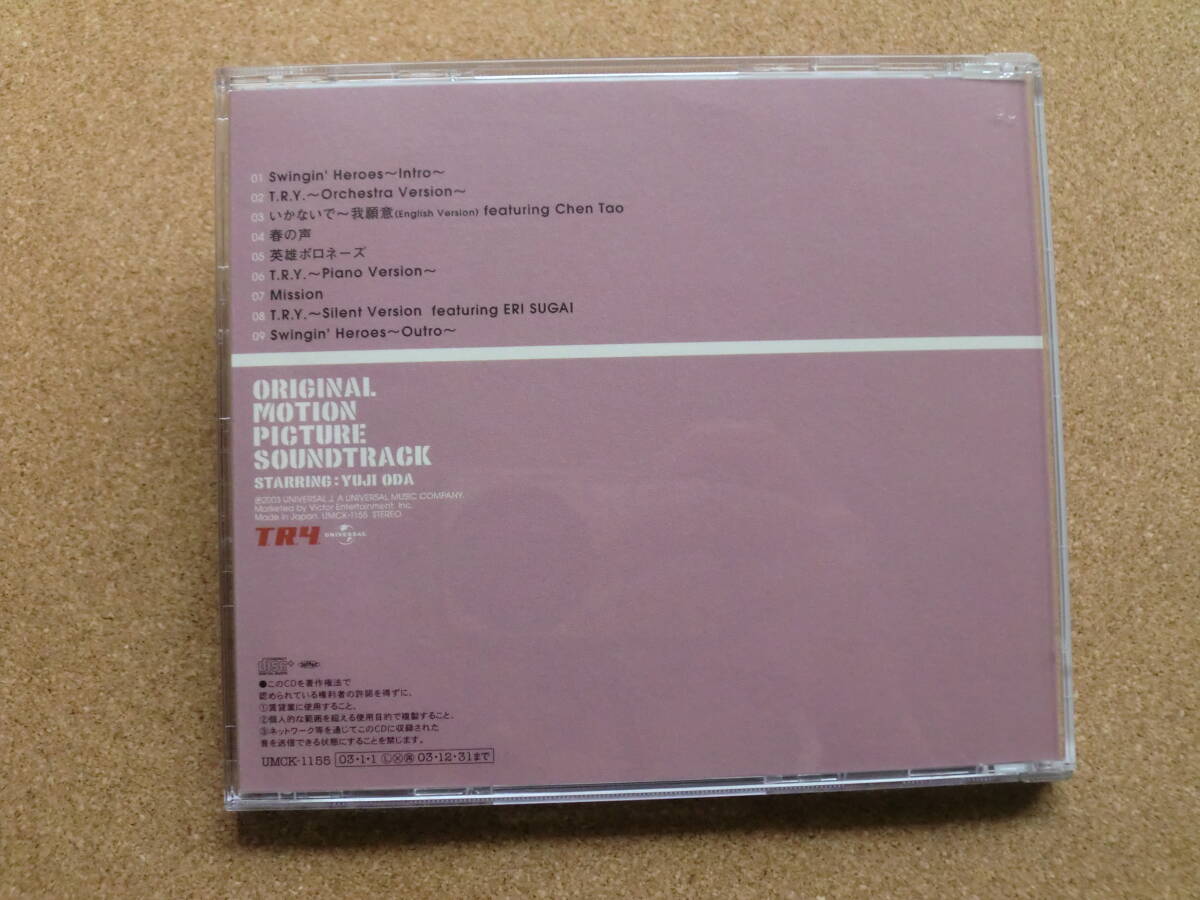 01 Swingin' Heroes〜Intro〜
02 T.R.Y.〜Orchestra Version〜
03 いかないで〜我願意(English Version) featuring Chen Tao
04 春の声
05 英雄ポロネーズ
06 T.R.Y.〜Piano Version〜
07 Mission
08 T.R.Y.〜Silent Version featuring ERI SUGAI
09 Swingin' Heroes〜Outro〜
ORIGINAL
MOTION
PICTURE
SOUNDTRACK
STARRING:YUJI ODA
℗2003 UNIVERSAL J, A UNIVERSAL MUSIC COMPANY.
Marketed by Victor Entertainment, Inc.
Made in Japan. UMCK-1155 STEREO
T.R.Y. UNIVERSAL
●このCDを著作権法で
認められている権利者の許諾を得ずに、
①賃貸業に使用すること、
②個人的な範囲を超える使用目的で複製すること、
③ネットワーク等を通じてこのCDに収録された
音を送信できる状態にすることを禁じます。
UMCK-1155 03・1・1 Ⓛ Ⓧ ㊢ 03・12・31まで